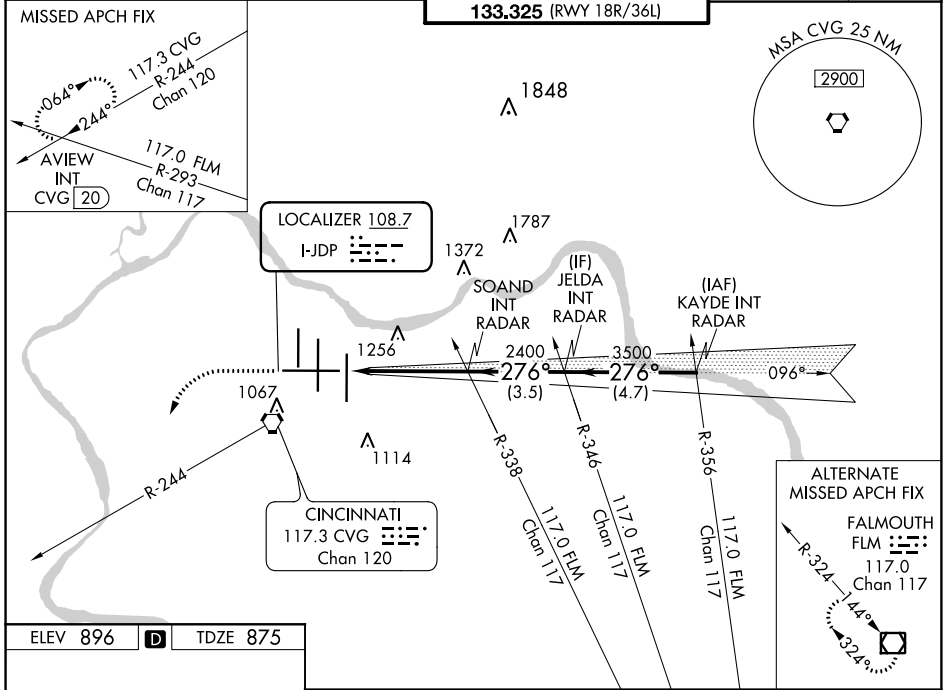 133.325 (RWY 18R/36L)
MISSED APCH FIX
117.3 CVG
R-244
Chan 120
064°
244°
117.0 FLM
R-293
Chan 117
AVIEW
INT
CVG 20
MSA CVG 25 NM
2900
1848
LOCALIZER 108.7
I-JDP
1787
1372
SOAND
INT
RADAR
(IF)
JELDA
INT
RADAR
(IAF)
KAYDE INT
RADAR
1256
2400
3500
276°
276°
096°
(3.5)
(4.7)
1067
1114
R-244
R-338
R-346
R-356
117.0 FLM
Chan 117
117.0 FLM
Chan 117
117.0 FLM
Chan 117
CINCINNATI
117.3 CVG
Chan 120
ALTERNATE
MISSED APCH FIX
FALMOUTH
FLM
117.0
Chan 117
R-324
144°
324°
ELEV 896 D TDZE 875